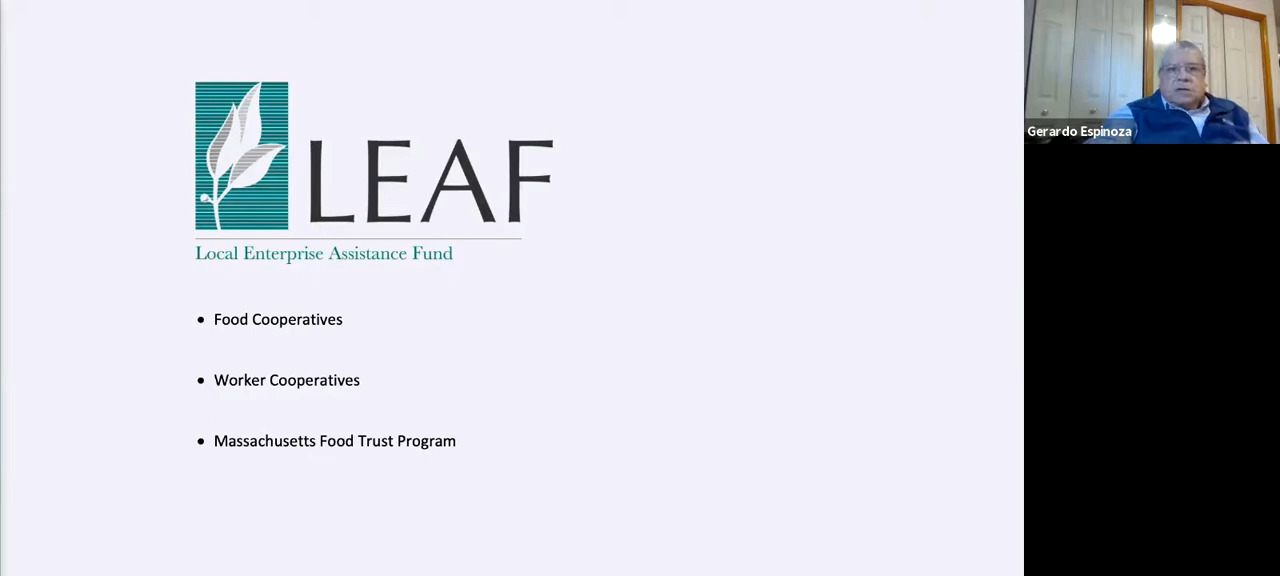 LEAF
Local Enterprise Assistance Fund
• Food Cooperatives
• Worker Cooperatives
• Massachusetts Food Trust Program
Gerardo Espinoza